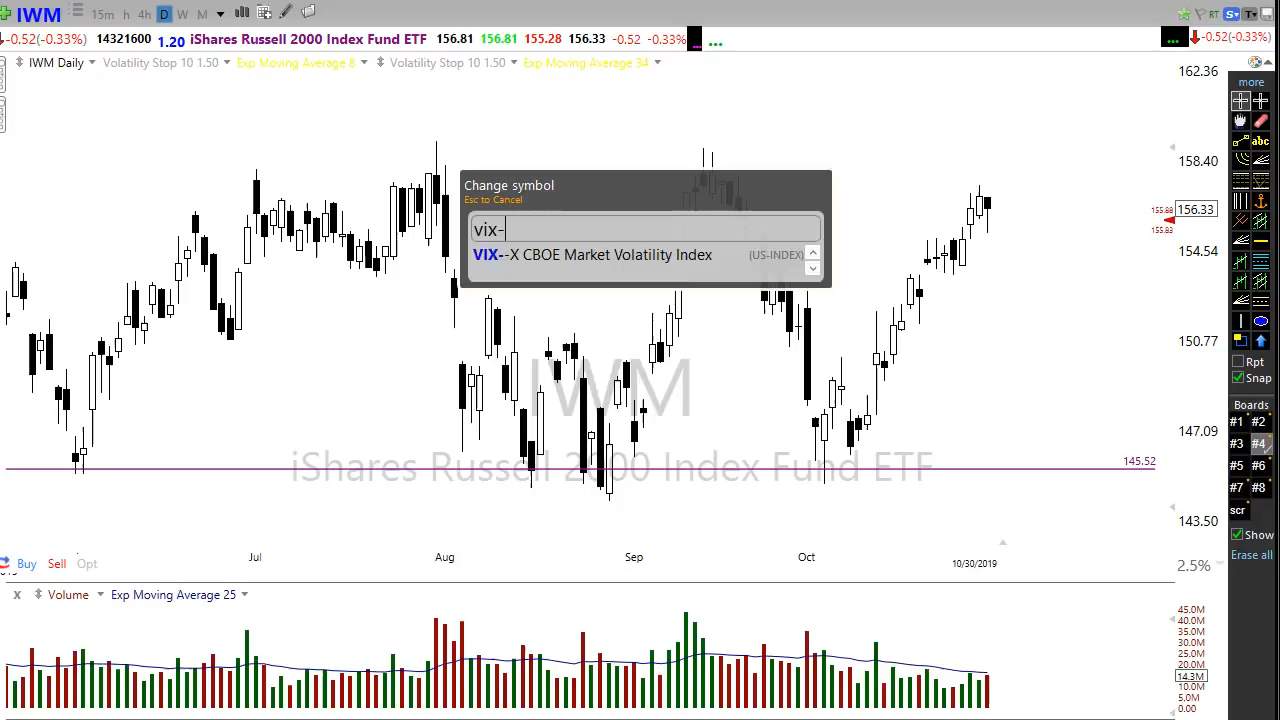 IWM 15m h 4h D W M RT S T
-0.52(-0.33%) 14321600 1.20 iShares Russell 2000 Index Fund ETF 156.81 156.81 155.28 156.33 -0.52 -0.33% ... ... ... -0.52(-0.33%)
IWM Daily Volatility Stop 10 1.50 Exp Moving Average 8 Volatility Stop 10 1.50 Exp Moving Average 34
162.36
more
abc
158.40
Change symbol
Esc to Cancel
vix-
VIX--X CBOE Market Volatility Index (US-INDEX)
155.88
156.33
155.83
154.54
150.77
Rpt
Snap
IWM
Boards
#1 #2
147.09
#3 #4
145.52
iShares Russell 2000 Index Fund ETF
#5 #6
#7 #8
scr
143.50
Show
Erase all
Jul Aug Sep Oct 10/30/2019
Buy Sell Opt
2.5%
x Volume Exp Moving Average 25
45.0M
40.0M
35.0M
30.0M
25.0M
20.0M
14.3M
10.0M
5.0M
0.00